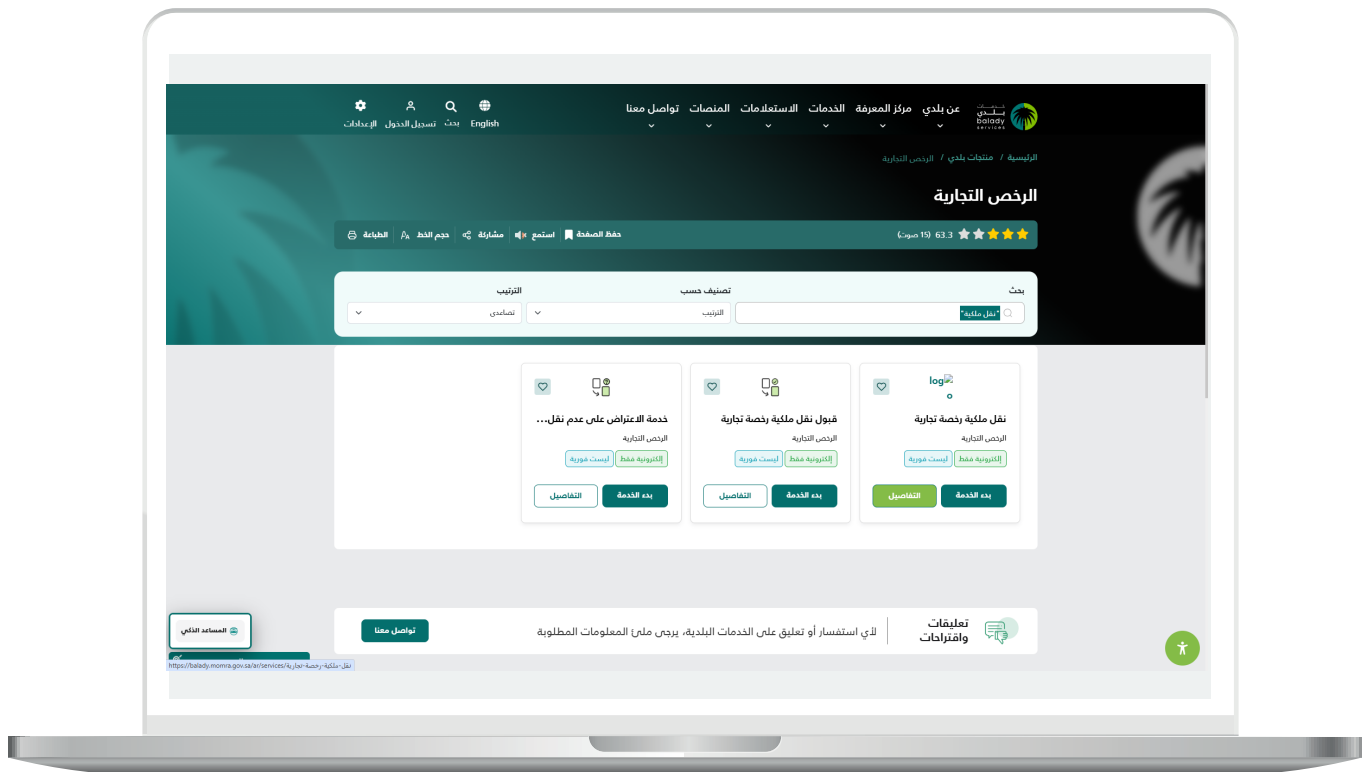 خدمات
بلدي
balady
services
عن بلدي
مركز المعرفة
الخدمات
الاستعلامات
المنصات
تواصل معنا
English
بحث
تسجيل الدخول
الإعدادات
الرئيسية / منتجات بلدي / الرخص التجارية
الرخص التجارية
63.3 (15 صوت)
حفظ الصفحة
استمع
مشاركة
حجم الخط
الطباعة
بحث
تصنيف حسب
الترتيب
"نقل ملكية"
الترتيب
تصاعدي
logo
نقل ملكية رخصة تجارية
الرخص التجارية
إلكترونية فقط
ليست فورية
بدء الخدمة
التفاصيل
قبول نقل ملكية رخصة تجارية
الرخص التجارية
إلكترونية فقط
ليست فورية
بدء الخدمة
التفاصيل
خدمة الاعتراض على عدم نقل...
الرخص التجارية
إلكترونية فقط
ليست فورية
بدء الخدمة
التفاصيل
تعليقات
واقتراحات
لأي استفسار أو تعليق على الخدمات البلدية، يرجى ملئ المعلومات المطلوبة
تواصل معنا
المساعد الذكي
https://balady.momra.gov.sa/ar/services/نقل-ملكية-رخصة-تجارية